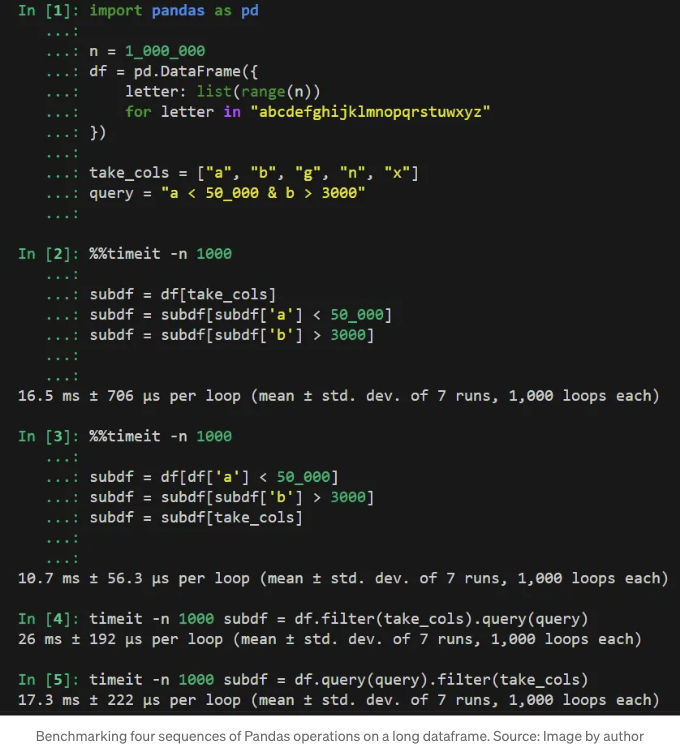 In [1]: import pandas as pd
   ...:
   ...: n = 1_000_000
   ...: df = pd.DataFrame({
   ...:     letter: list(range(n))
   ...:     for letter in "abcdefghijklmnopqrstuwxyz"
   ...: })
   ...:
   ...: take_cols = ["a", "b", "g", "n", "x"]
   ...: query = "a < 50_000 & b > 3000"
   ...:
In [2]: %%timeit -n 1000
   ...:
   ...: subdf = df[take_cols]
   ...: subdf = subdf[subdf['a'] < 50_000]
   ...: subdf = subdf[subdf['b'] > 3000]
   ...:
   ...:
16.5 ms ± 706 µs per loop (mean ± std. dev. of 7 runs, 1,000 loops each)
In [3]: %%timeit -n 1000
   ...:
   ...: subdf = df[df['a'] < 50_000]
   ...: subdf = subdf[subdf['b'] > 3000]
   ...: subdf = subdf[take_cols]
   ...:
   ...:
10.7 ms ± 56.3 µs per loop (mean ± std. dev. of 7 runs, 1,000 loops each)
In [4]: timeit -n 1000 subdf = df.filter(take_cols).query(query)
26 ms ± 192 µs per loop (mean ± std. dev. of 7 runs, 1,000 loops each)
In [5]: timeit -n 1000 subdf = df.query(query).filter(take_cols)
17.3 ms ± 222 µs per loop (mean ± std. dev. of 7 runs, 1,000 loops each)
Benchmarking four sequences of Pandas operations on a long dataframe. Source: Image by author